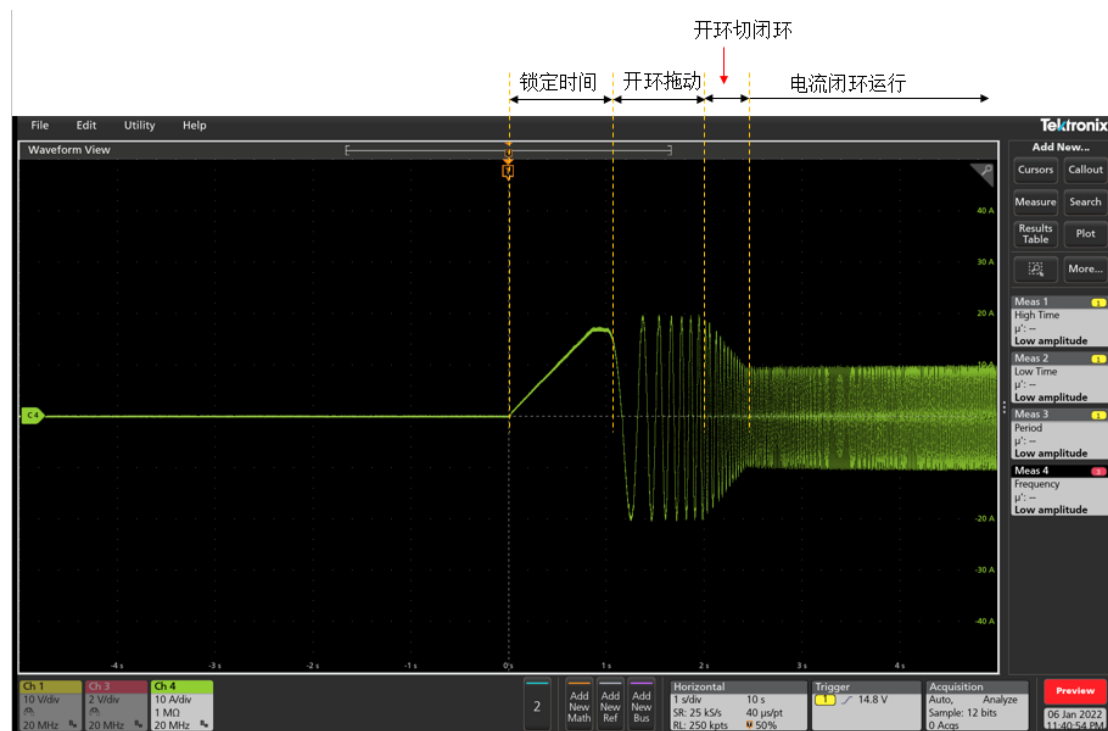 开环切闭环
锁定时间
开环拖动
电流闭环运行
File Edit Utility Help
Tektronix
Waveform View
Add New...
Cursors Callout
Measure Search
Results Table Plot
More...
40 A
30 A
20 A
10 A
-20 A
-30 A
-40 A
C 4
Meas 1 1
High Time
µ': --
Low amplitude
Meas 2 1
Low Time
µ': --
Low amplitude
Meas 3 1
Period
µ': --
Low amplitude
Meas 4 3
Frequency
µ': --
Low amplitude
-4 s -3 s -2 s -1 s 0 s 1 s 2 s 3 s 4 s
Ch 1
10 V/div
20 MHz
Ch 3
2 V/div
20 MHz
Ch 4
10 A/div
1 MΩ
20 MHz
2
Add New Math
Add New Ref
Add New Bus
Horizontal
1 s/div 10 s
SR: 25 kS/s 40 µs/pt
RL: 250 kpts 50%
Trigger
1 14.8 V
Acquisition
Auto, Analyze
Sample: 12 bits
0 Acqs
Preview
06 Jan 2022
11:40:54 PM